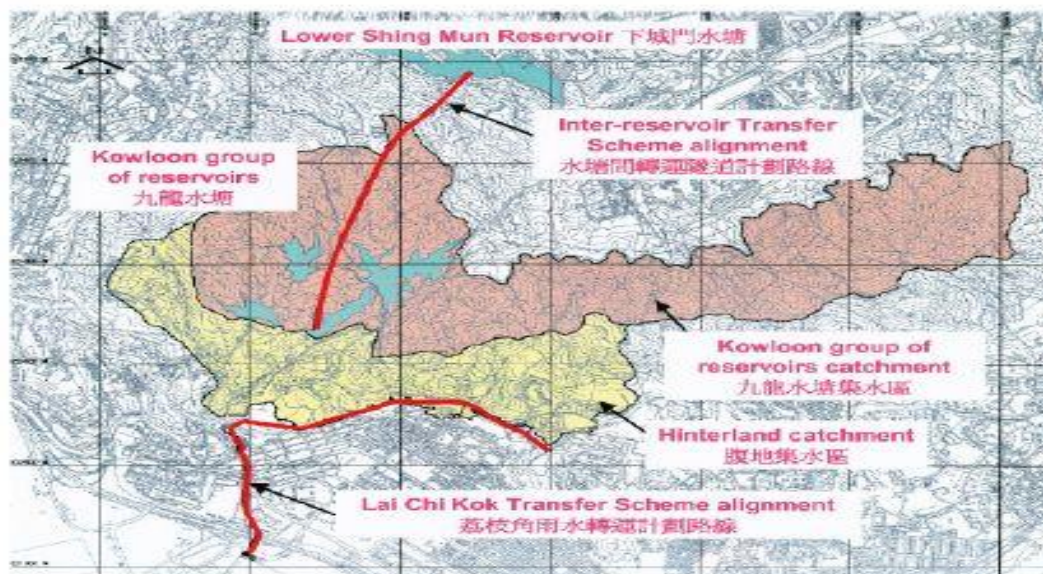 Lower Shing Mun Reservoir 下城門水塘
Inter-reservoir Transfer
Scheme alignment
水塘間轉運隧道計劃路線
Kowloon group
of reservoirs
九龍水塘
Kowloon group of
reservoirs catchment
九龍水塘集水區
Hinterland catchment
腹地集水區
Lai Chi Kok Transfer Scheme alignment
荔枝角雨水轉運計劃路線